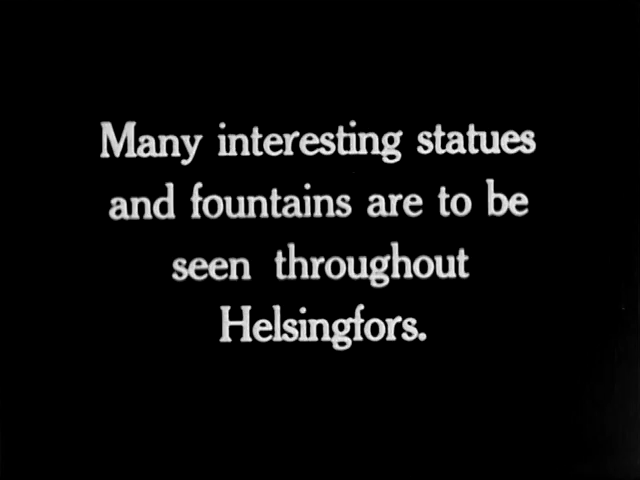 Many interesting statues
and fountains are to be
seen throughout
Helsingfors.